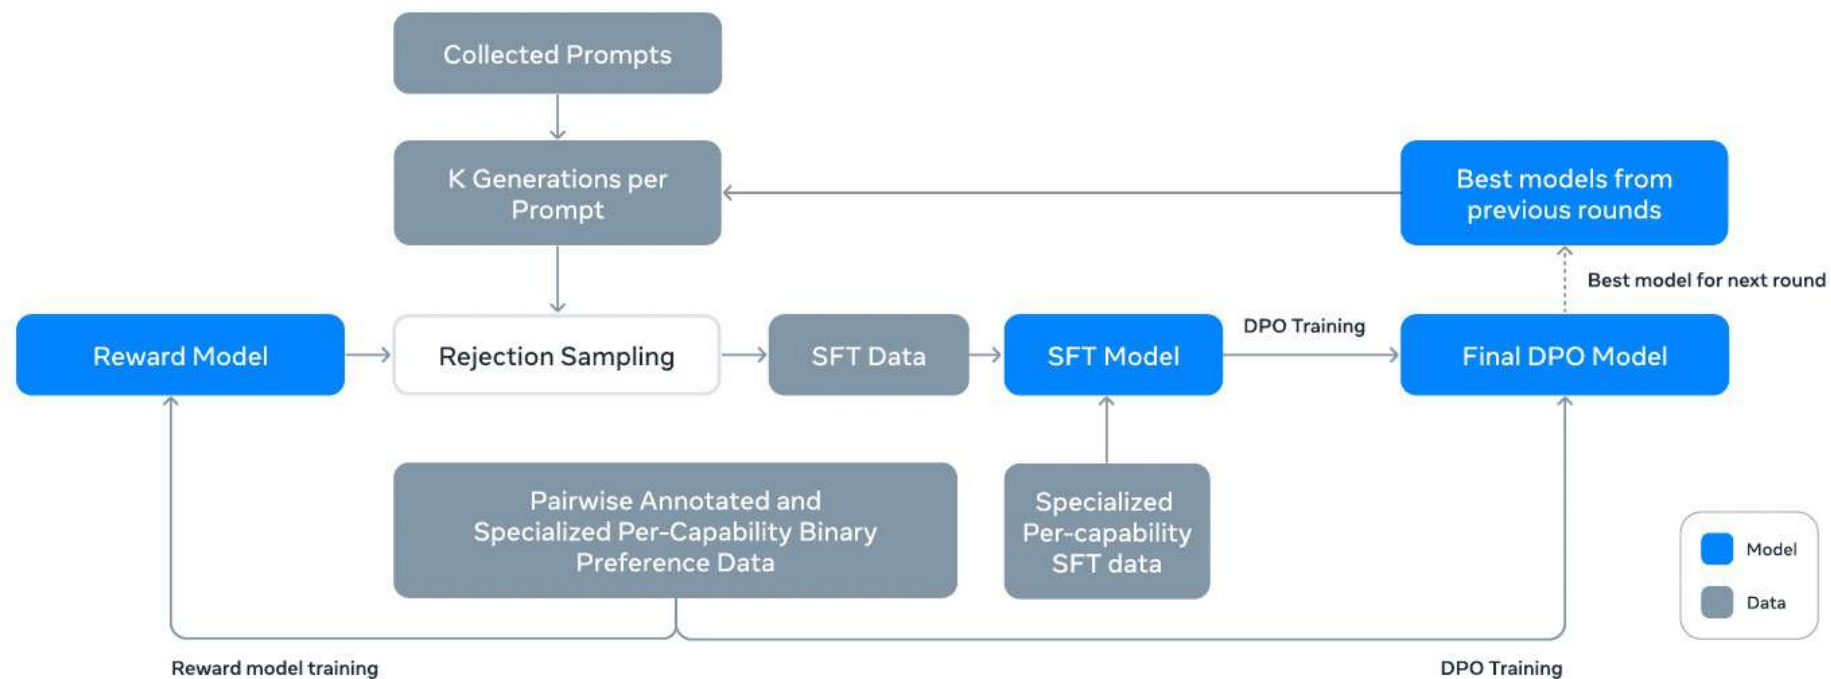 Collected Prompts
K Generations per
Prompt
Best models from
previous rounds
Best model for next round
Reward Model
Rejection Sampling
SFT Data
SFT Model
DPO Training
Final DPO Model
Pairwise Annotated and
Specialized Per-Capability Binary
Preference Data
Specialized
Per-capability
SFT data
Model
Data
Reward model training
DPO Training